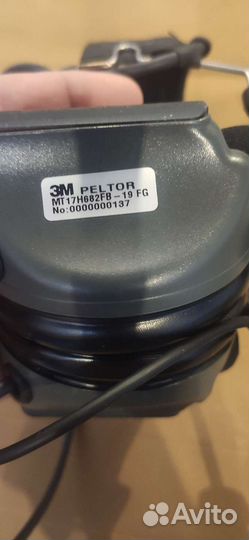 3M PELTOR
MT17H682FB-19 FG
No:0000000137
Avito